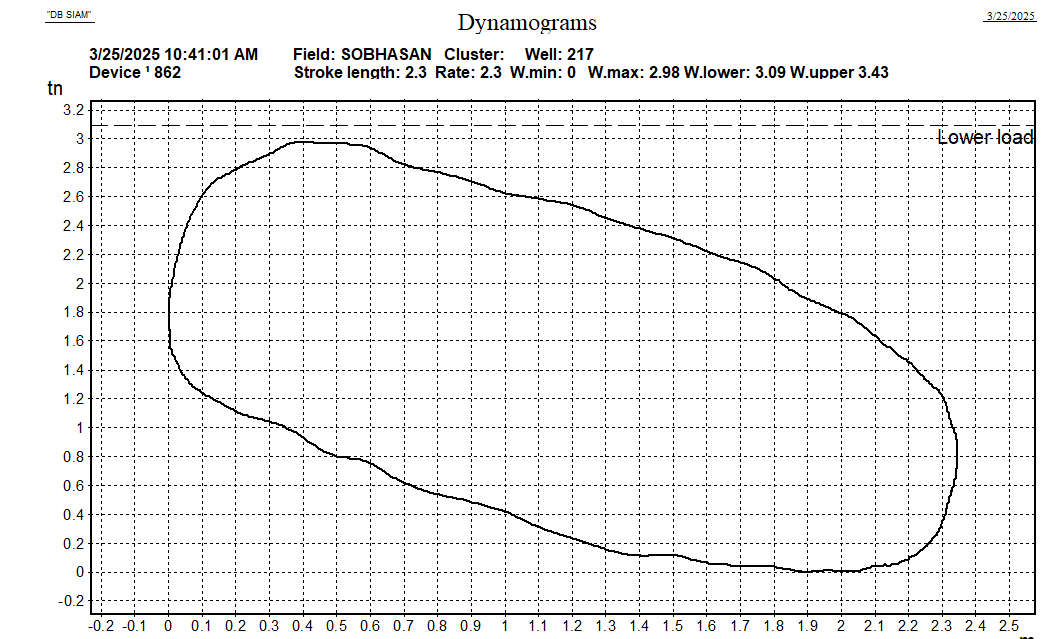 "DB SIAM"
3/25/2025
Dynamograms
3/25/2025 10:41:01 AM Field: SOBHASAN Cluster: Well: 217
Device ¹ 862 Stroke length: 2.3 Rate: 2.3 W.min: 0 W.max: 2.98 W.lower: 3.09 W.upper 3.43
tn
3.2
3
Lower load
2.8
2.6
2.4
2.2
2
1.8
1.6
1.4
1.2
1
0.8
0.6
0.4
0.2
0
-0.2
-0.2 -0.1 0 0.1 0.2 0.3 0.4 0.5 0.6 0.7 0.8 0.9 1 1.1 1.2 1.3 1.4 1.5 1.6 1.7 1.8 1.9 2 2.1 2.2 2.3 2.4 2.5